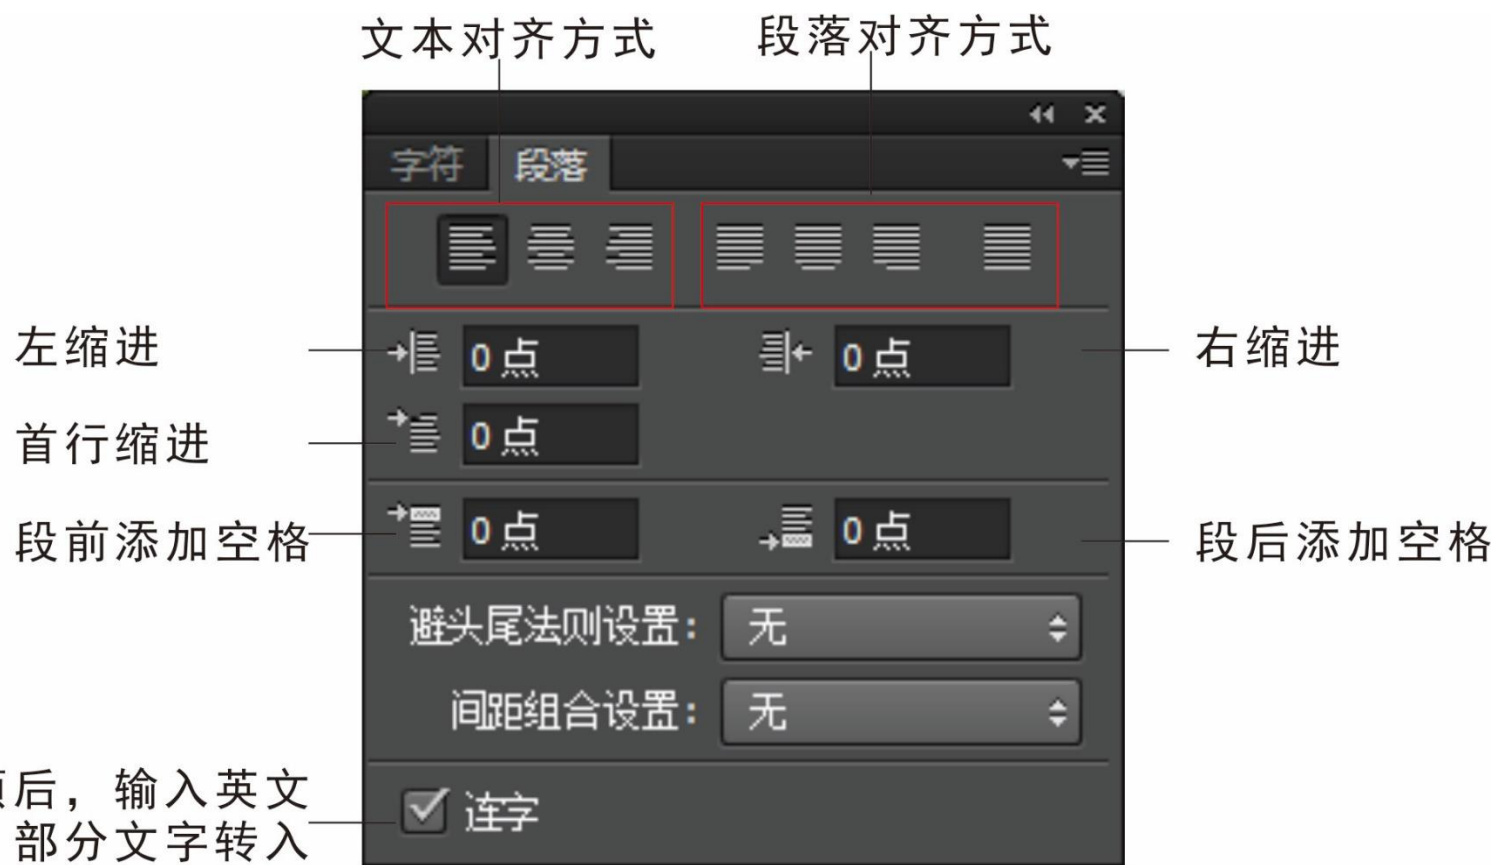 文本对齐方式 段落对齐方式
字符 段落
左缩进 0点 0点 右缩进
首行缩进 0点
段前添加空格 0点 0点 段后添加空格
避头尾法则设置： 无
间距组合设置： 无
后，输入英文
部分文字转入
连字